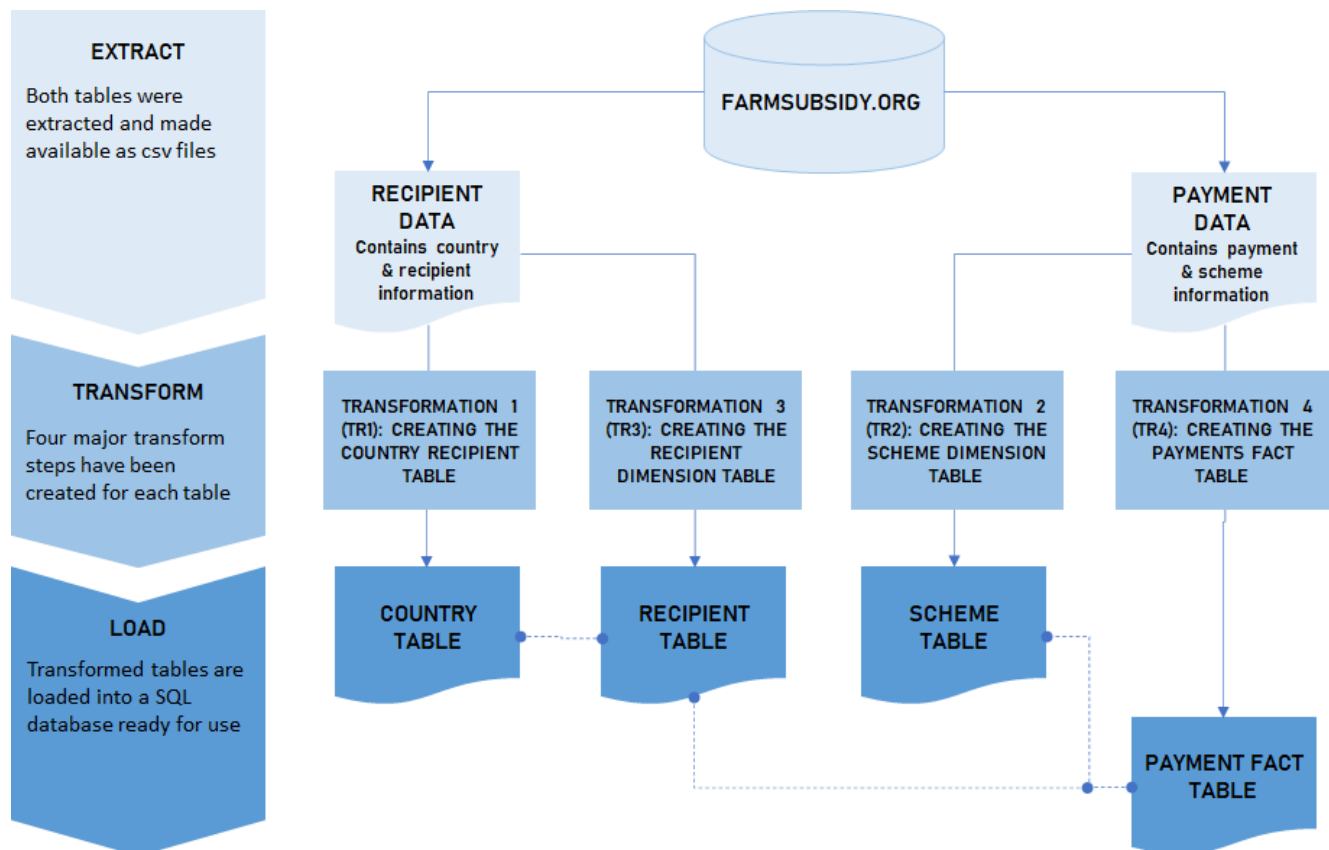 EXTRACT
Both tables were
extracted and made
available as csv files
FARMSUBSIDY.ORG
RECIPIENT
DATA
Contains country
& recipient
information
PAYMENT
DATA
Contains payment
& scheme
information
TRANSFORM
Four major transform
steps have been
created for each table
TRANSFORMATION 1
(TR1): CREATING THE
COUNTRY RECIPIENT
TABLE
TRANSFORMATION 3
(TR3): CREATING THE
RECIPIENT
DIMENSION TABLE
TRANSFORMATION 2
(TR2): CREATING THE
SCHEME DIMENSION
TABLE
TRANSFORMATION 4
(TR4): CREATING THE
PAYMENTS FACT
TABLE
LOAD
Transformed tables are
loaded into a SQL
database ready for use
COUNTRY
TABLE
RECIPIENT
TABLE
SCHEME
TABLE
PAYMENT FACT
TABLE